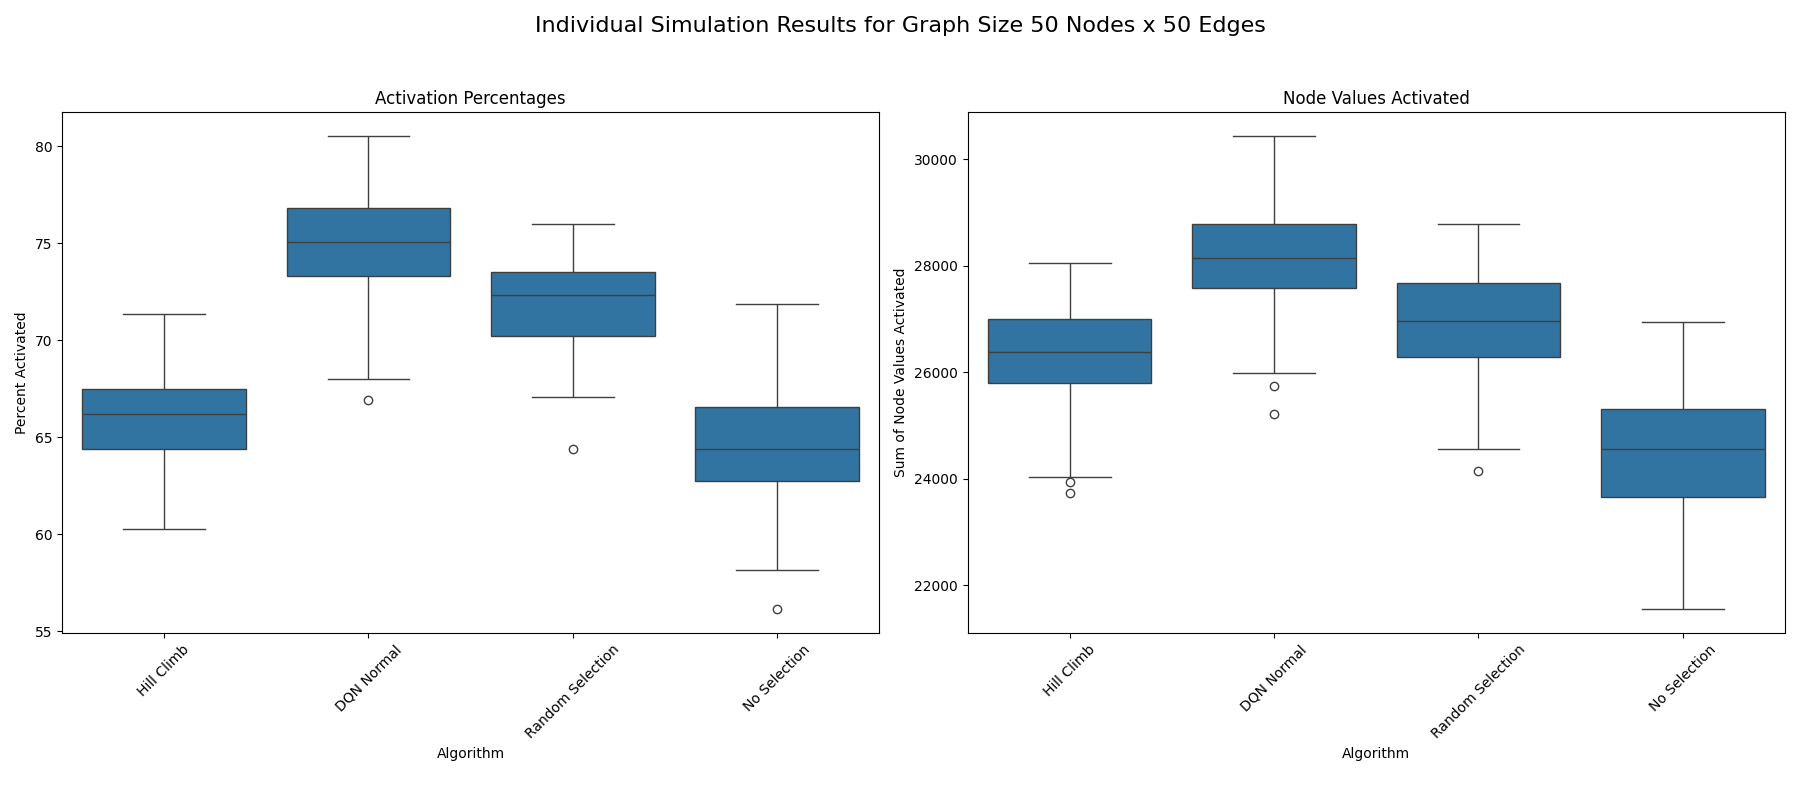 Individual Simulation Results for Graph Size 50 Nodes x 50 Edges
Activation Percentages
Percent Activated
80
75
70
65
60
55
Hill Climb
DQN Normal
Random Selection
No Selection
Algorithm
Node Values Activated
Sum of Node Values Activated
30000
28000
26000
24000
22000
Hill Climb
DQN Normal
Random Selection
No Selection
Algorithm